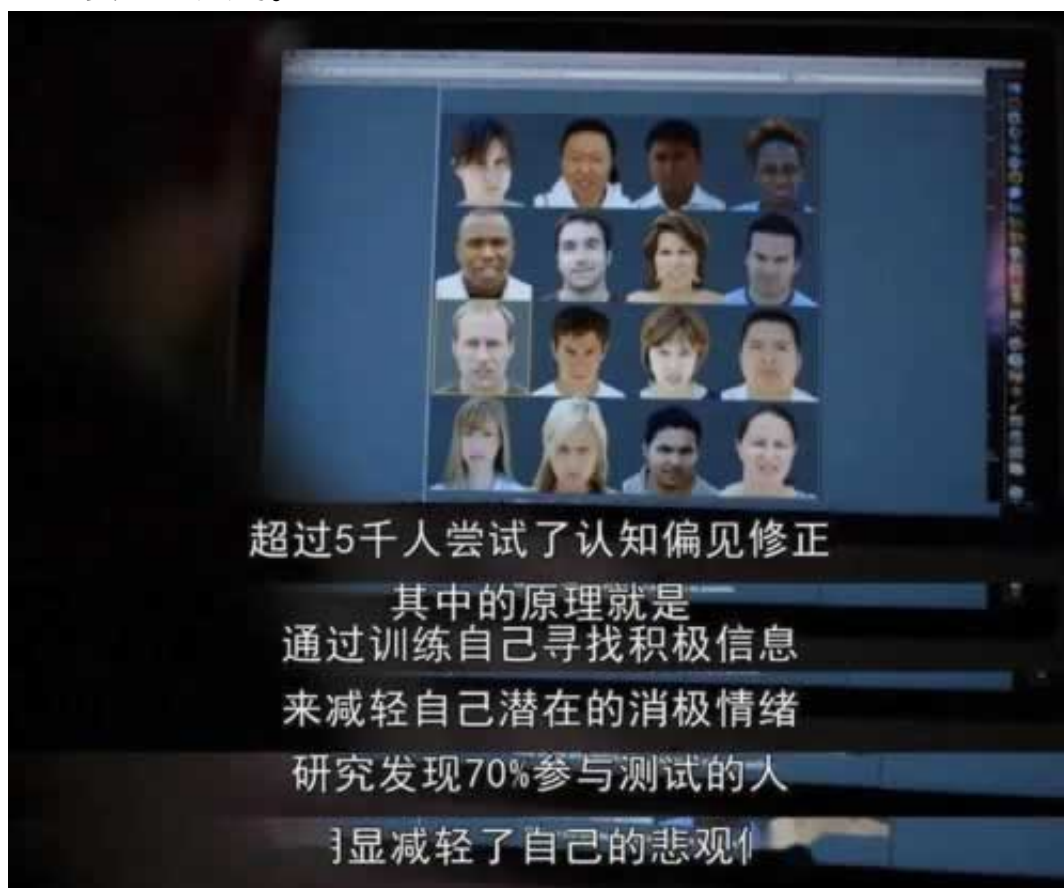 超过5千人尝试了认知偏见修正
其中的原理就是
通过训练自己寻找积极信息
来减轻自己潜在的消极情绪
研究发现70%参与测试的人
显减轻了自己的悲观